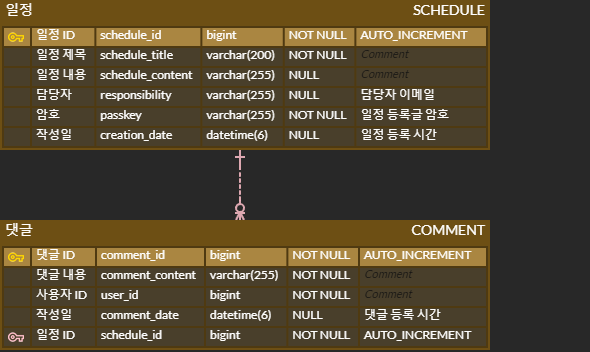 일정 SCHEDULE
일정 ID schedule_id bigint NOT NULL AUTO_INCREMENT
일정 제목 schedule_title varchar(200) NOT NULL Comment
일정 내용 schedule_content varchar(255) NULL Comment
담당자 responsibility varchar(255) NULL 담당자 이메일
암호 passkey varchar(255) NOT NULL 일정 등록글 암호
작성일 creation_date datetime(6) NULL 일정 등록 시간
댓글 COMMENT
댓글 ID comment_id bigint NOT NULL AUTO_INCREMENT
댓글 내용 comment_content varchar(255) NOT NULL Comment
사용자 ID user_id bigint NOT NULL Comment
작성일 comment_date datetime(6) NULL 댓글 등록 시간
일정 ID schedule_id bigint NOT NULL AUTO_INCREMENT